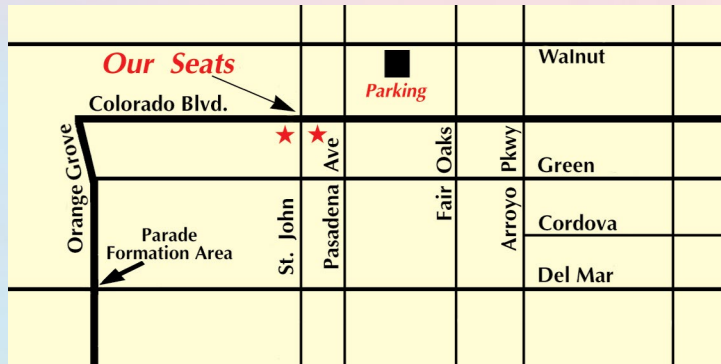 Walnut
Our Seats
Parking
Colorado Blvd.
Orange Grove
Pasadena Ave
Fair Oaks
Arroyo Pkwy
Green
St. John
Cordova
Parade
Formation Area
Del Mar